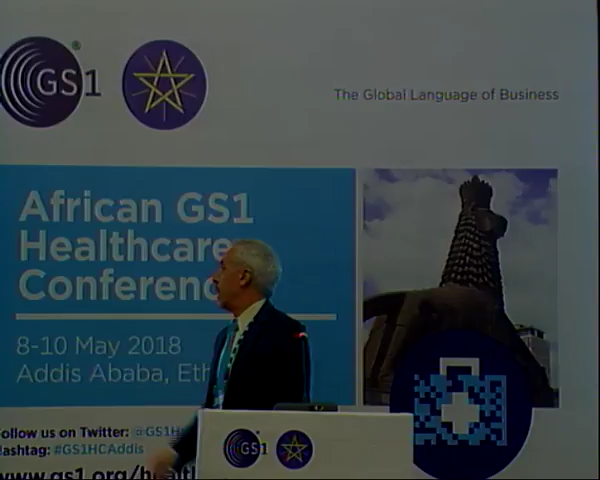 GS1
The Global Language of Business
African GS1
Healthcare
Conferenc
8-10 May 2018
Addis Ababa, Eth
ollow us on Twitter: @GS1H
ashtag: #GS1HCAddis
www.gs1.org/healt
GS1